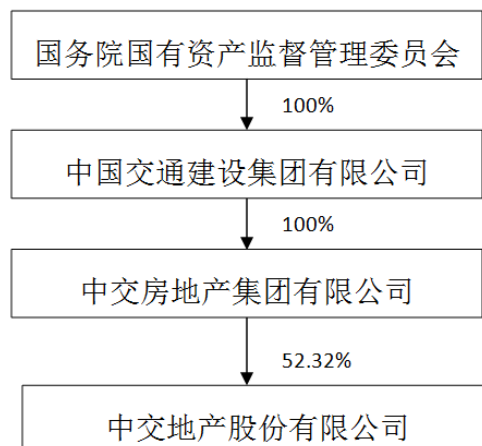 国务院国有资产监督管理委员会
100%
中国交通建设集团有限公司
100%
中交房地产集团有限公司
52.32%
中交地产股份有限公司